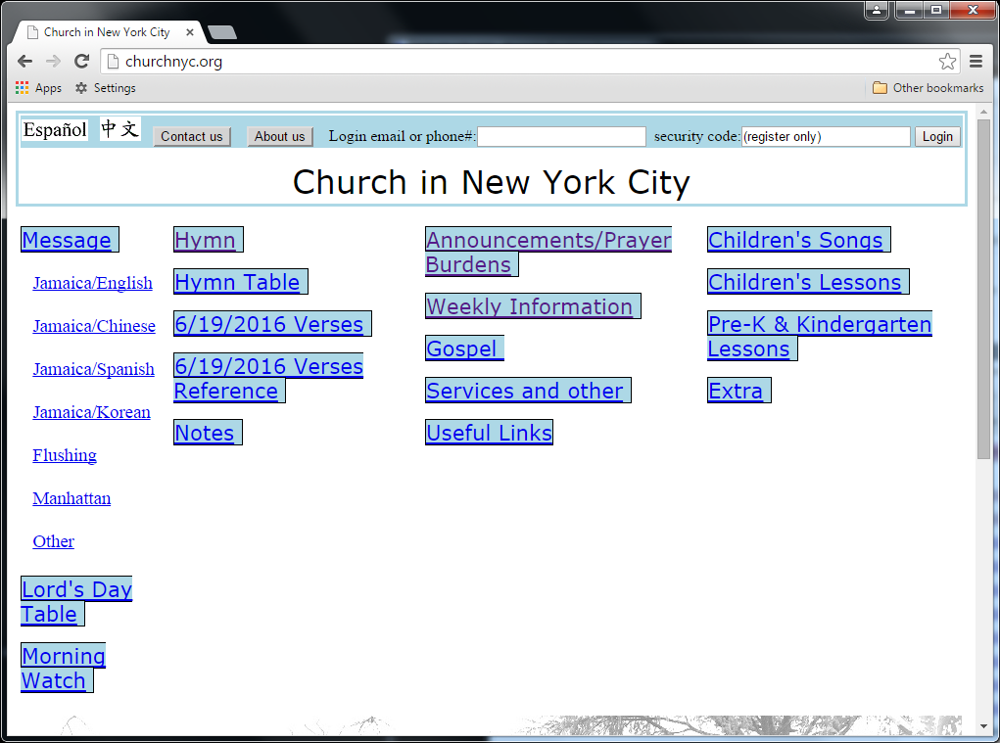 Church in New York City
churchnyc.org
Apps Settings Other bookmarks
Español 中文 Contact us About us Login email or phone#: security code: (register only) Login
Church in New York City
Message
Jamaica/English
Jamaica/Chinese
Jamaica/Spanish
Jamaica/Korean
Flushing
Manhattan
Other
Lord's Day
Table
Morning
Watch
Hymn
Hymn Table
6/19/2016 Verses
6/19/2016 Verses
Reference
Notes
Announcements/Prayer
Burdens
Weekly Information
Gospel
Services and other
Useful Links
Children's Songs
Children's Lessons
Pre-K & Kindergarten
Lessons
Extra